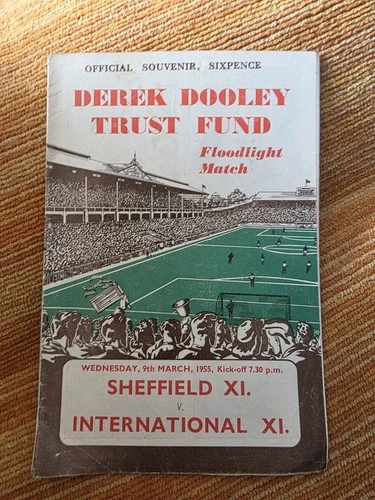 OFFICIAL SOUVENIR, SIXPENCE
DEREK DOOLEY
TRUST FUND
Floodlight
Match
WEDNESDAY, 9th MARCH, 1955, Kick-off 7.30 p.m.
SHEFFIELD XI.
v.
INTERNATIONAL XI.